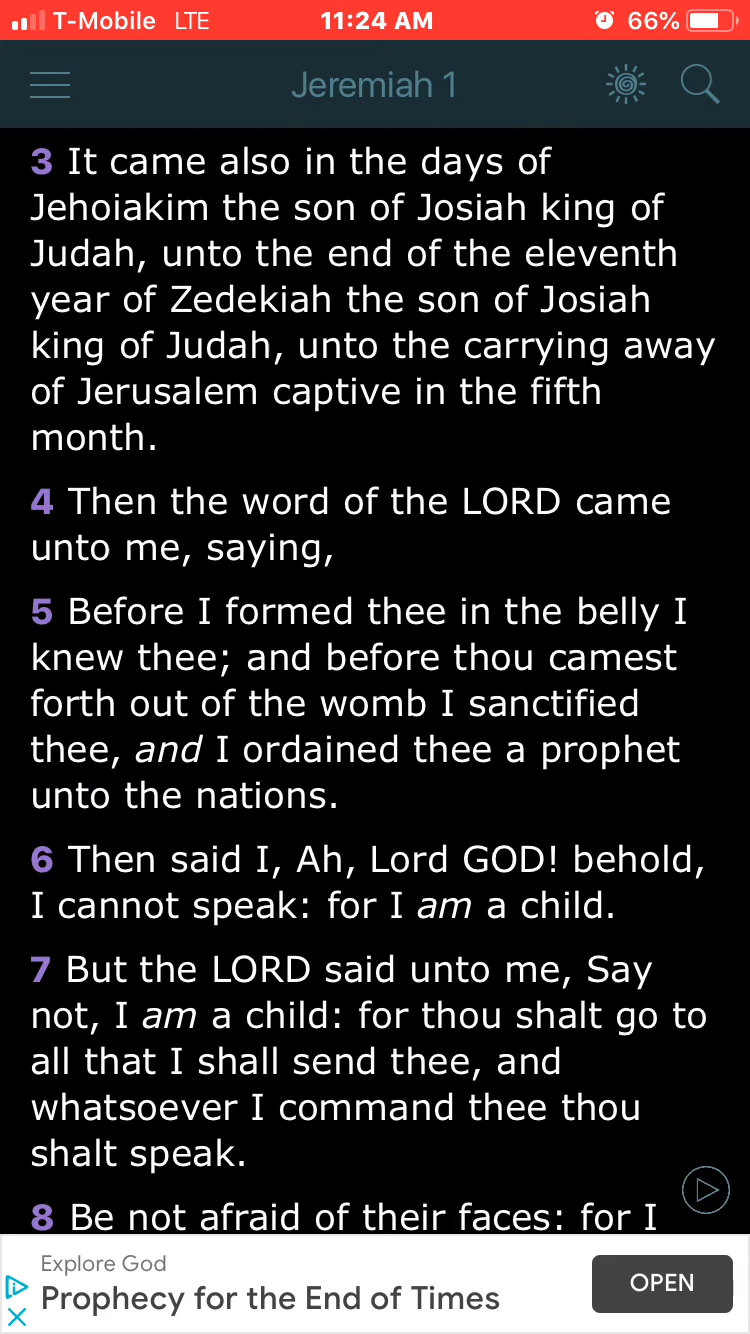 T-Mobile LTE 11:24 AM 66%
Jeremiah 1
3 It came also in the days of
Jehoiakim the son of Josiah king of
Judah, unto the end of the eleventh
year of Zedekiah the son of Josiah
king of Judah, unto the carrying away
of Jerusalem captive in the fifth
month.
4 Then the word of the LORD came
unto me, saying,
5 Before I formed thee in the belly I
knew thee; and before thou camest
forth out of the womb I sanctified
thee, and I ordained thee a prophet
unto the nations.
6 Then said I, Ah, Lord GOD! behold,
I cannot speak: for I am a child.
7 But the LORD said unto me, Say
not, I am a child: for thou shalt go to
all that I shall send thee, and
whatsoever I command thee thou
shalt speak.
8 Be not afraid of their faces: for I
Explore God
Prophecy for the End of Times
OPEN